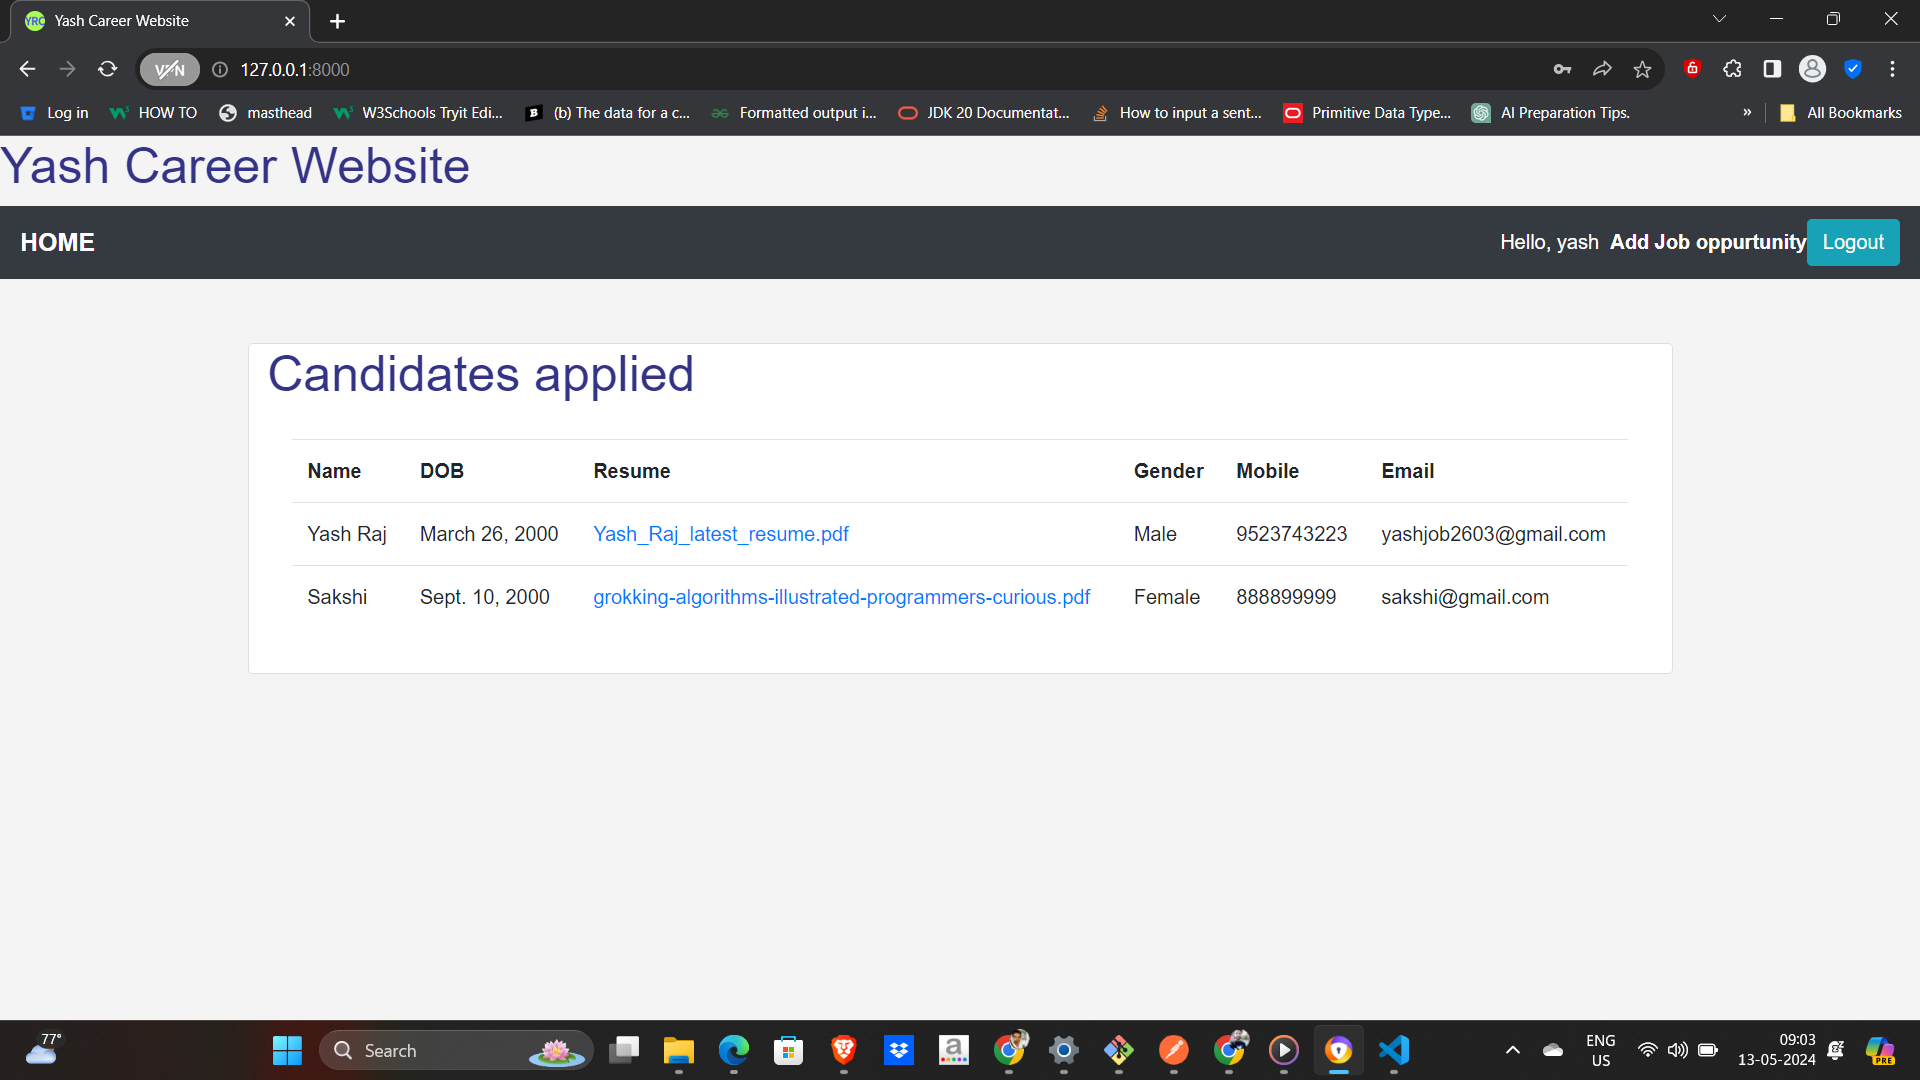 YRC Yash Career Website
VPN 127.0.0.1:8000
Log in HOW TO masthead W3Schools Tryit Edi... (b) The data for a c... Formatted output i... JDK 20 Documentat... How to input a sent... Primitive Data Type... AI Preparation Tips. » All Bookmarks
Yash Career Website
HOME Hello, yash Add Job oppurtunity Logout
Candidates applied
Name DOB Resume Gender Mobile Email
Yash Raj March 26, 2000 Yash_Raj_latest_resume.pdf Male 9523743223 yashjob2603@gmail.com
Sakshi Sept. 10, 2000 grokking-algorithms-illustrated-programmers-curious.pdf Female 888899999 sakshi@gmail.com
77° Search ENG 09:03
US 13-05-2024 PRE